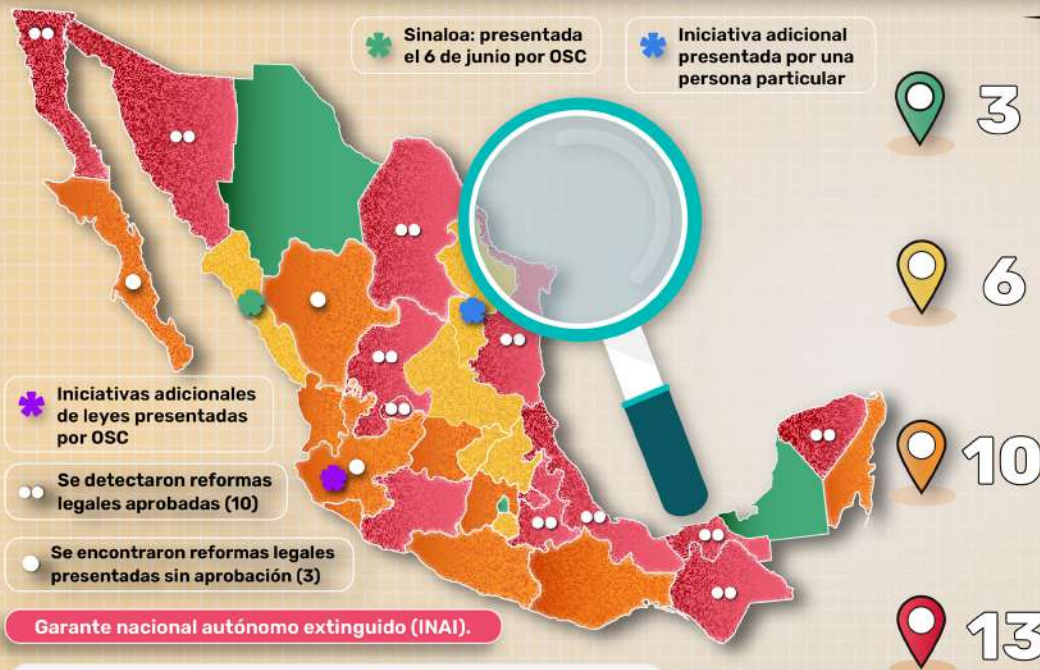 Sinaloa: presentada
el 6 de junio por OSC
Iniciativa adicional
presentada por una
persona particular
3
6
10
13
Iniciativas adicionales
de leyes presentadas
por OSC
Se detectaron reformas
legales aprobadas (10)
Se encontraron reformas legales
presentadas sin aprobación (3)
Garante nacional autónomo extinguido (INAI).